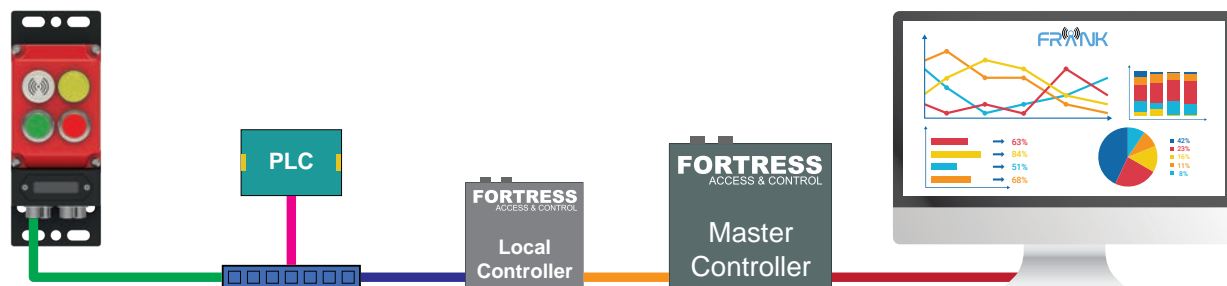 FRANK
63%
84%
51%
68%
42%
23%
16%
11%
8%
PLC
FORTRESS
ACCESS & CONTROL
Local
Controller
FORTRESS
ACCESS & CONTROL
Master
Controller